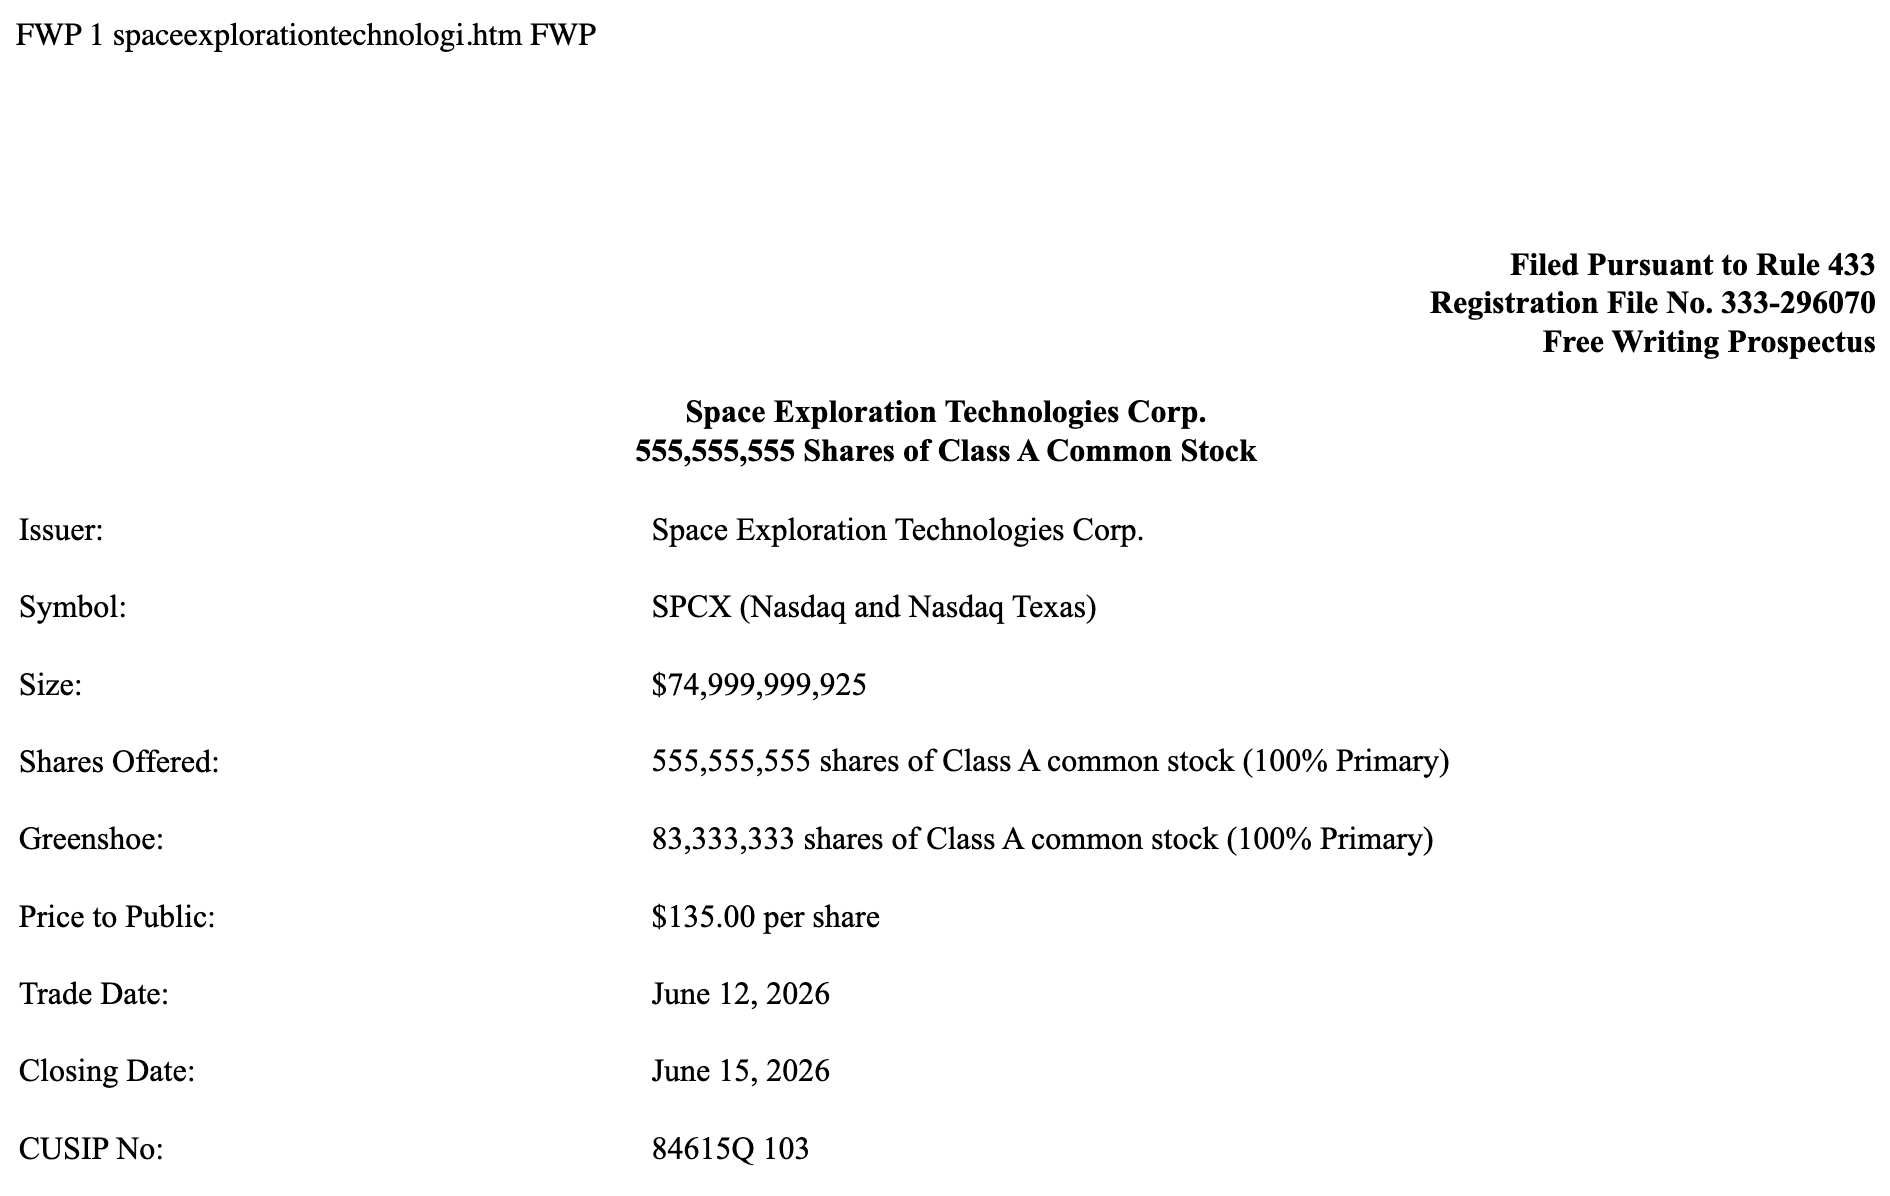 FWP 1 spaceexplorationtechnologi.htm FWP
Filed Pursuant to Rule 433
Registration File No. 333-296070
Free Writing Prospectus
Space Exploration Technologies Corp.
555,555,555 Shares of Class A Common Stock
Issuer: Space Exploration Technologies Corp.
Symbol: SPCX (Nasdaq and Nasdaq Texas)
Size: $74,999,999,925
Shares Offered: 555,555,555 shares of Class A common stock (100% Primary)
Greenshoe: 83,333,333 shares of Class A common stock (100% Primary)
Price to Public: $135.00 per share
Trade Date: June 12, 2026
Closing Date: June 15, 2026
CUSIP No: 84615Q 103